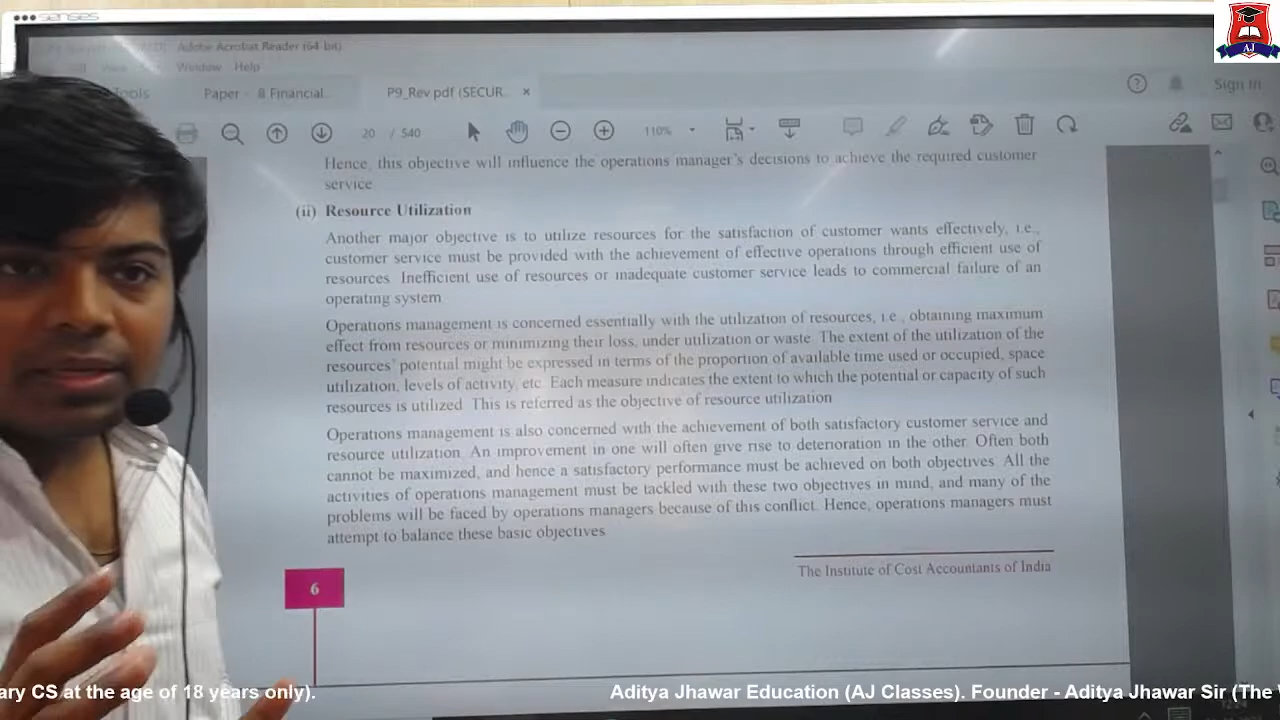 senses
Adobe Acrobat Reader (64-bit)
Window Help
Tools Paper - 8 Financial... P9_Rev.pdf (SECUR... × Sign In
20 / 540 110%
AJ
Hence, this objective will influence the operations manager's decisions to achieve the required customer
service.
(ii) Resource Utilization
Another major objective is to utilize resources for the satisfaction of customer wants effectively, i.e.,
customer service must be provided with the achievement of effective operations through efficient use of
resources. Inefficient use of resources or inadequate customer service leads to commercial failure of an
operating system.
Operations management is concerned essentially with the utilization of resources, i.e., obtaining maximum
effect from resources or minimizing their loss, under utilization or waste. The extent of the utilization of the
resources' potential might be expressed in terms of the proportion of available time used or occupied, space
utilization, levels of activity, etc. Each measure indicates the extent to which the potential or capacity of such
resources is utilized. This is referred as the objective of resource utilization.
Operations management is also concerned with the achievement of both satisfactory customer service and
resource utilization. An improvement in one will often give rise to deterioration in the other. Often both
cannot be maximized, and hence a satisfactory performance must be achieved on both objectives. All the
activities of operations management must be tackled with these two objectives in mind, and many of the
problems will be faced by operations managers because of this conflict. Hence, operations managers must
attempt to balance these basic objectives.
6
The Institute of Cost Accountants of India
ary CS at the age of 18 years only). Aditya Jhawar Education (AJ Classes). Founder - Aditya Jhawar Sir (The